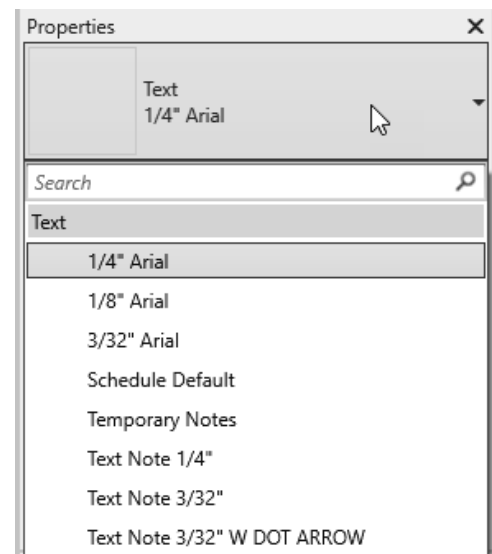 Properties
Text
1/4" Arial
Search
Text
1/4" Arial
1/8" Arial
3/32" Arial
Schedule Default
Temporary Notes
Text Note 1/4"
Text Note 3/32"
Text Note 3/32" W DOT ARROW